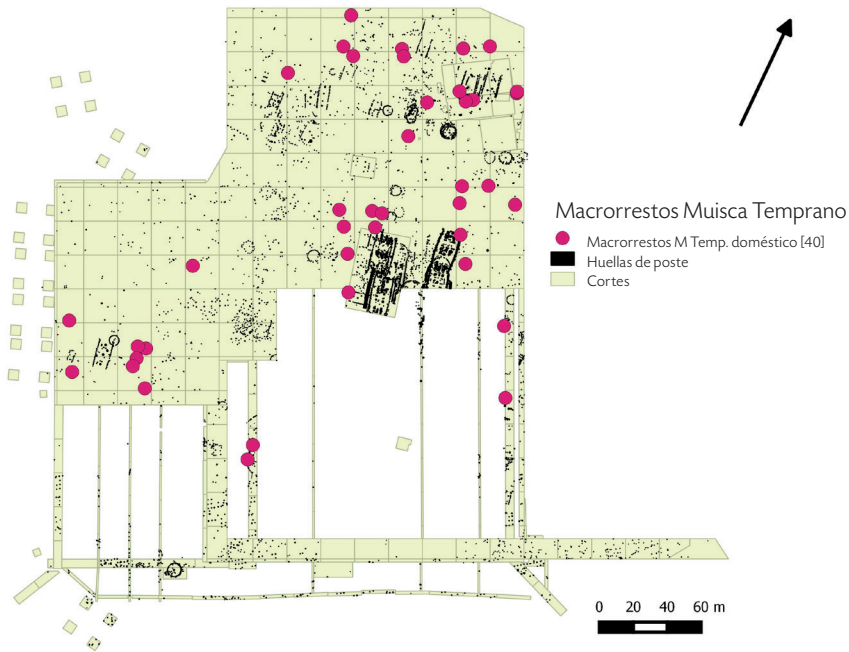 Macrorrestos Muisca Temprano
Macrorrestos M Temp. doméstico [40]
Huellas de poste
Cortes
0 20 40 60 m